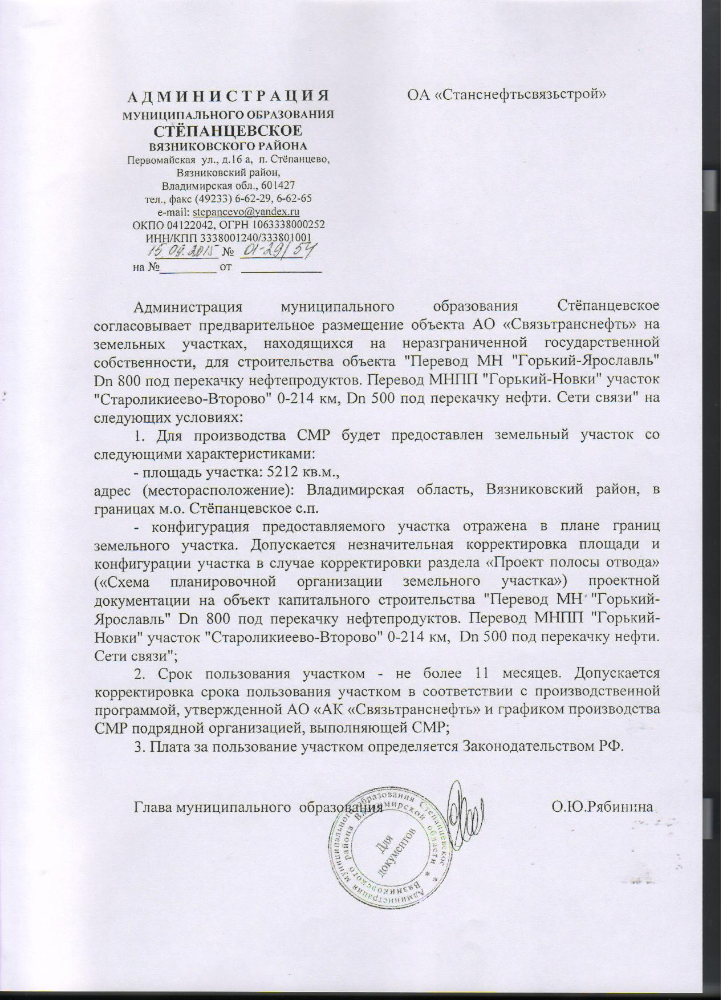 АДМИНИСТРАЦИЯ
МУНИЦИПАЛЬНОГО ОБРАЗОВАНИЯ
СТЁПАНЦЕВСКОЕ
ВЯЗНИКОВСКОГО РАЙОНА
Первомайская ул., д.16 а, п. Стёпанцево,
Вязниковский район,
Владимирская обл., 601427
тел., факс (49233) 6-62-29, 6-62-65
e-mail: stepancevo@yandex.ru
ОКПО 04122042, ОГРН 1063338000252
ИНН/КПП 3338001240/333801001
15.09.2015 № 01-29/54
на №__________ от ______________
ОА «Станснефтьсвязьстрой»
Администрация муниципального образования Стёпанцевское
согласовывает предварительное размещение объекта АО «Связьтранснефть» на
земельных участках, находящихся на неразграниченной государственной
собственности, для строительства объекта "Перевод МН "Горький-Ярославль"
Dn 800 под перекачку нефтепродуктов. Перевод МНПП "Горький-Новки" участок
"Староликиеево-Второво" 0-214 км, Dn 500 под перекачку нефти. Сети связи" на
следующих условиях:
1. Для производства СМР будет предоставлен земельный участок со
следующими характеристиками:
- площадь участка: 5212 кв.м.,
адрес (месторасположение): Владимирская область, Вязниковский район, в
границах м.о. Стёпанцевское с.п.
- конфигурация предоставляемого участка отражена в плане границ
земельного участка. Допускается незначительная корректировка площади и
конфигурации участка в случае корректировки раздела «Проект полосы отвода»
(«Схема планировочной организации земельного участка») проектной
документации на объект капитального строительства "Перевод МН "Горький-
Ярославль" Dn 800 под перекачку нефтепродуктов. Перевод МНПП "Горький-
Новки" участок "Староликиеево-Второво" 0-214 км, Dn 500 под перекачку нефти.
Сети связи";
2. Срок пользования участком - не более 11 месяцев. Допускается
корректировка срока пользования участком в соответствии с производственной
программой, утвержденной АО «АК «Связьтранснефть» и графиком производства
СМР подрядной организацией, выполняющей СМР;
3. Плата за пользование участком определяется Законодательством РФ.
Глава муниципального образования О.Ю.Рябинина
Администрация муниципального образования Степанцевское *
Вязниковского района Владимирской области *
Для
документов